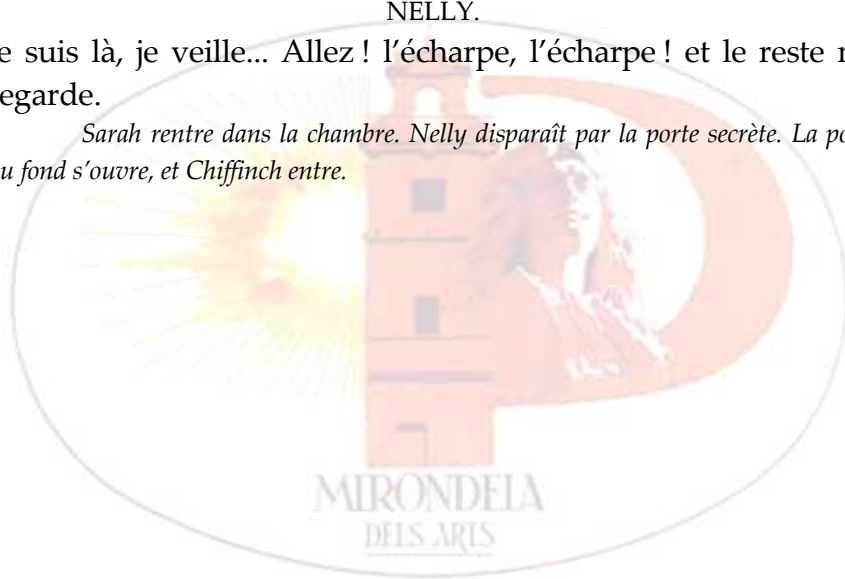 NELLY.
e suis là, je veille... Allez ! l’écharpe, l’écharpe ! et le reste
egarde.
Sarah rentre dans la chambre. Nelly disparaît par la porte secrète. La
u fond s’ouvre, et Chiffinch entre.
MIRONDELA
DELS ARTS